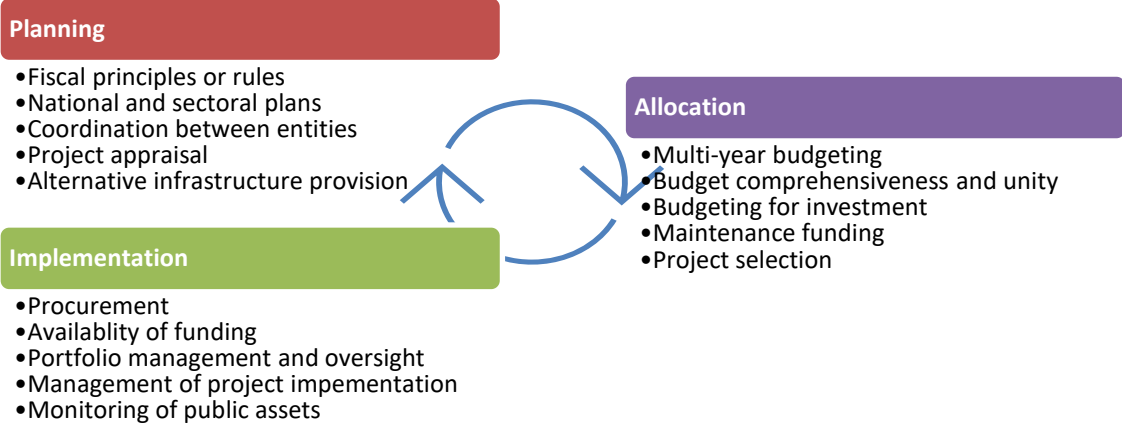 Planning
•Fiscal principles or rules
•National and sectoral plans
•Coordination between entities
•Project appraisal
•Alternative infrastructure provision
Allocation
•Multi-year budgeting
•Budget comprehensiveness and unity
•Budgeting for investment
•Maintenance funding
•Project selection
Implementation
•Procurement
•Availablity of funding
•Portfolio management and oversight
•Management of project impementation
•Monitoring of public assets